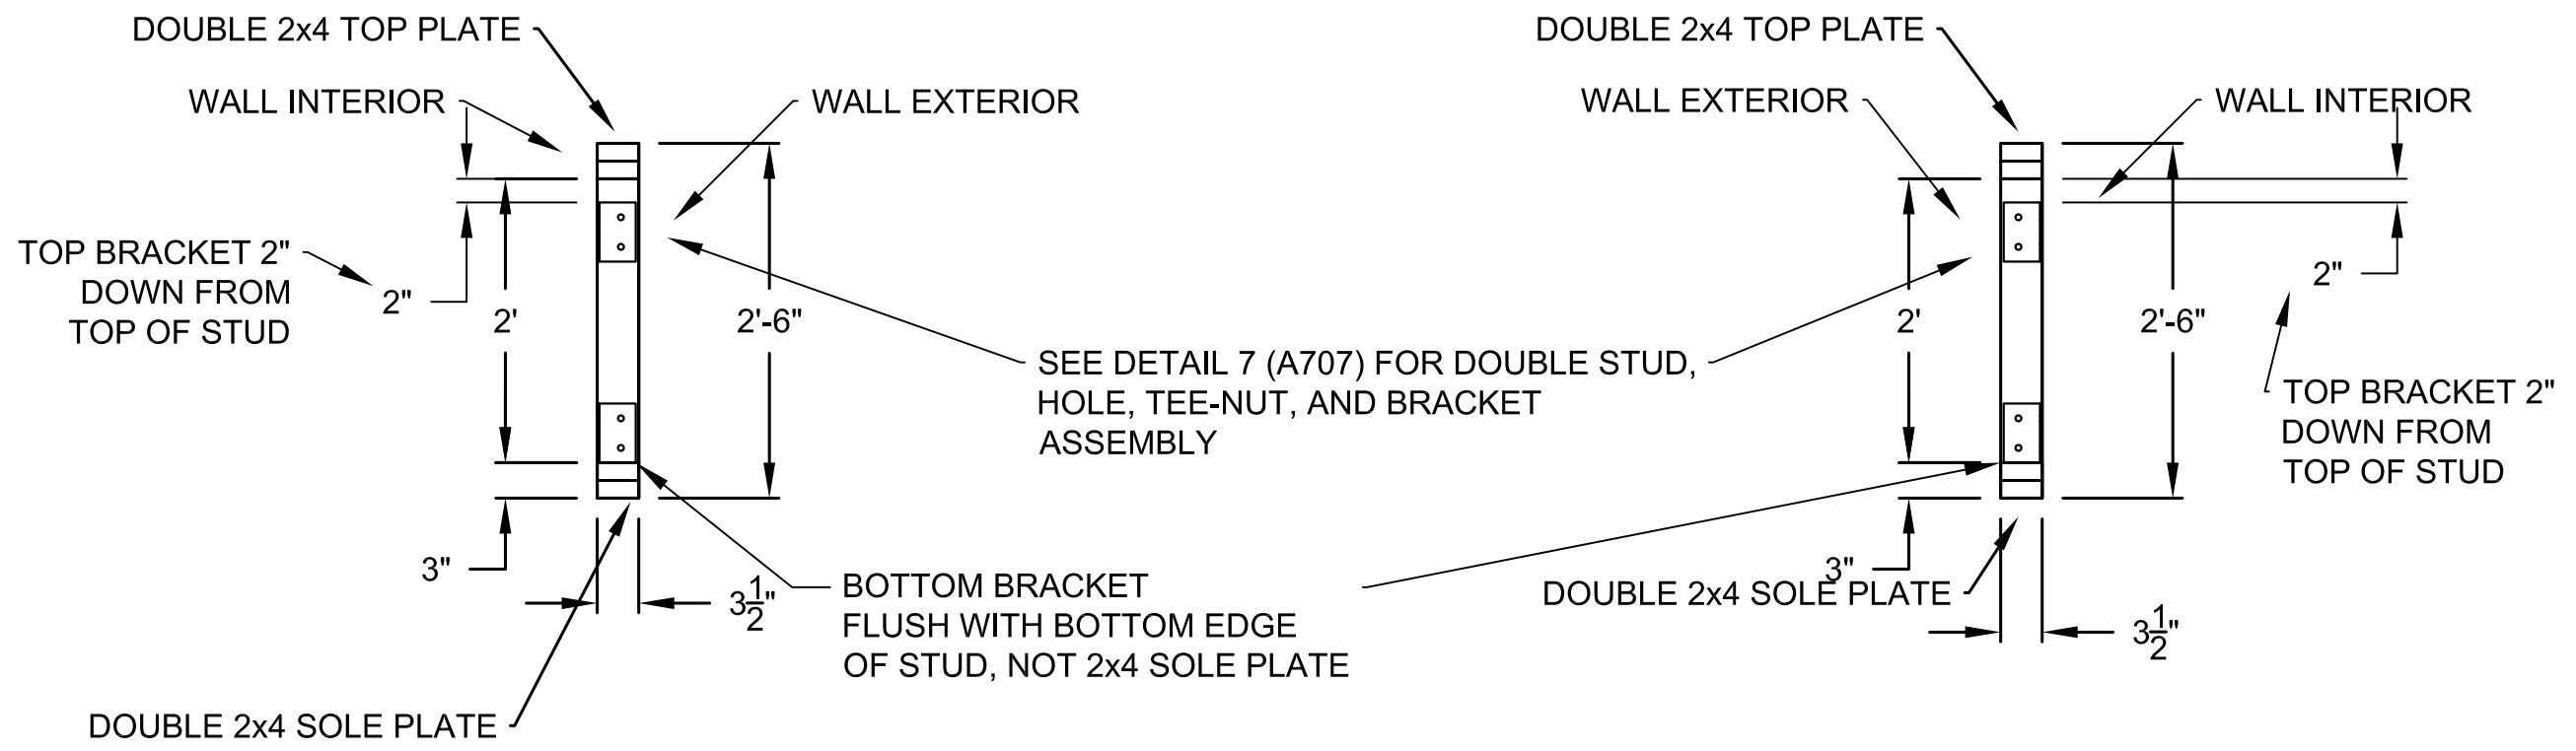 DOUBLE 2x4 TOP PLATE
WALL INTERIOR
WALL EXTERIOR
TOP BRACKET 2"
DOWN FROM
TOP OF STUD
2"
2'
2'-6"
3"
3 1/2"
DOUBLE 2x4 SOLE PLATE
SEE DETAIL 7 (A707) FOR DOUBLE STUD,
HOLE, TEE-NUT, AND BRACKET
ASSEMBLY
BOTTOM BRACKET
FLUSH WITH BOTTOM EDGE
OF STUD, NOT 2x4 SOLE PLATE
DOUBLE 2x4 TOP PLATE
WALL EXTERIOR
WALL INTERIOR
2'
2'-6"
2"
TOP BRACKET 2"
DOWN FROM
TOP OF STUD
3"
DOUBLE 2x4 SOLE PLATE
3 1/2"